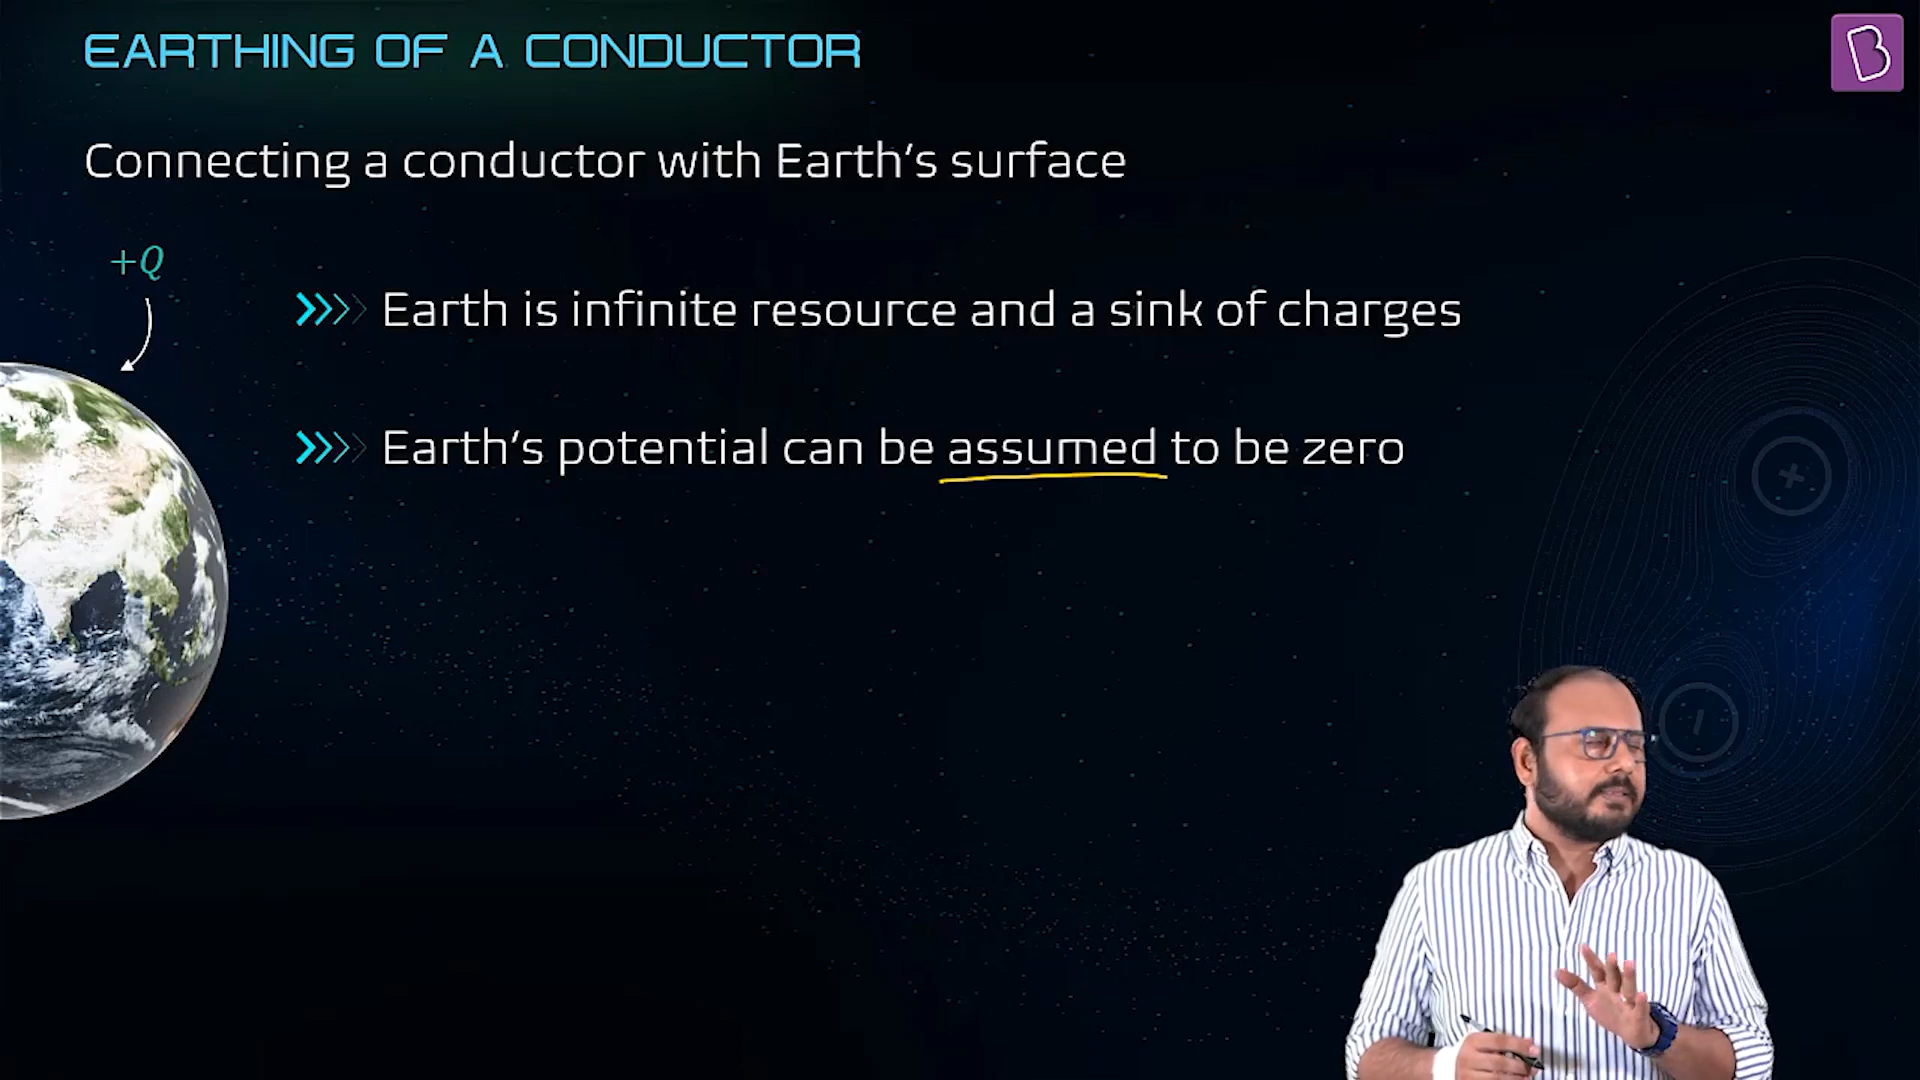 EARTHING OF A CONDUCTOR
B
Connecting a conductor with Earth's surface
+Q
Earth is infinite resource and a sink of charges
Earth's potential can be assumed to be zero